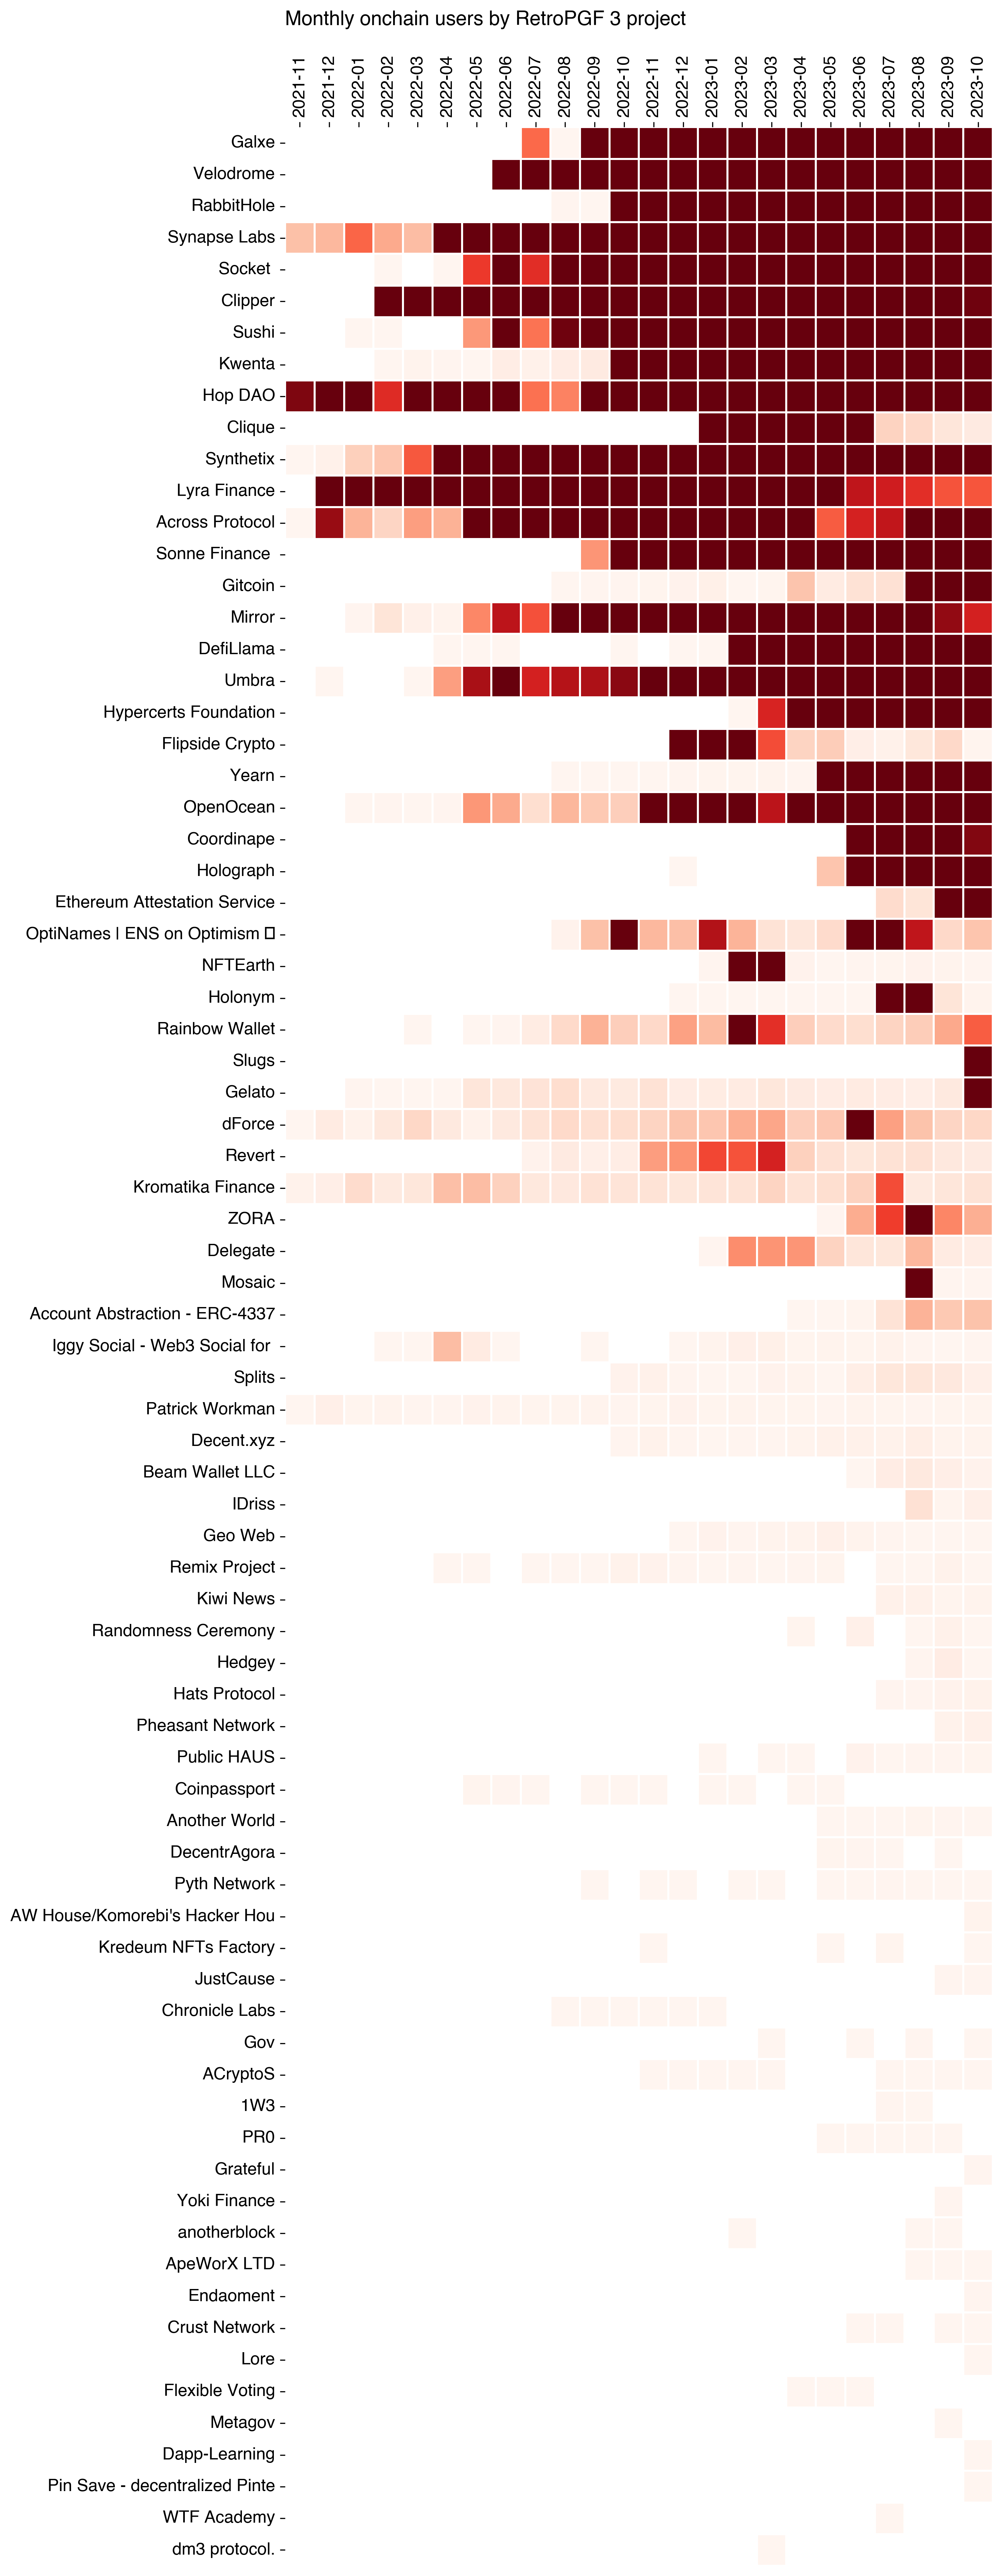 Monthly onchain users by RetroPGF 3 project
2021-11
2021-12
2022-01
2022-02
2022-03
2022-04
2022-05
2022-06
2022-07
2022-08
2022-09
2022-10
2022-11
2022-12
2023-01
2023-02
2023-03
2023-04
2023-05
2023-06
2023-07
2023-08
2023-09
2023-10
Galxe
Velodrome
RabbitHole
Synapse Labs
Socket
Clipper
Sushi
Kwenta
Hop DAO
Clique
Synthetix
Lyra Finance
Across Protocol
Sonne Finance
Gitcoin
Mirror
DefiLlama
Umbra
Hypercerts Foundation
Flipside Crypto
Yearn
OpenOcean
Coordinape
Holograph
Ethereum Attestation Service
OptiNames | ENS on Optimism
NFTEarth
Holonym
Rainbow Wallet
Slugs
Gelato
dForce
Revert
Kromatika Finance
ZORA
Delegate
Mosaic
Account Abstraction - ERC-4337
Iggy Social - Web3 Social for
Splits
Patrick Workman
Decent.xyz
Beam Wallet LLC
IDriss
Geo Web
Remix Project
Kiwi News
Randomness Ceremony
Hedgey
Hats Protocol
Pheasant Network
Public HAUS
Coinpassport
Another World
DecentrAgora
Pyth Network
AW House/Komorebi's Hacker Hou
Kredeum NFTs Factory
JustCause
Chronicle Labs
Gov
ACryptoS
1W3
PR0
Grateful
Yoki Finance
anotherblock
ApeWorX LTD
Endaoment
Crust Network
Lore
Flexible Voting
Metagov
Dapp-Learning
Pin Save - decentralized Pinte
WTF Academy
dm3 protocol.